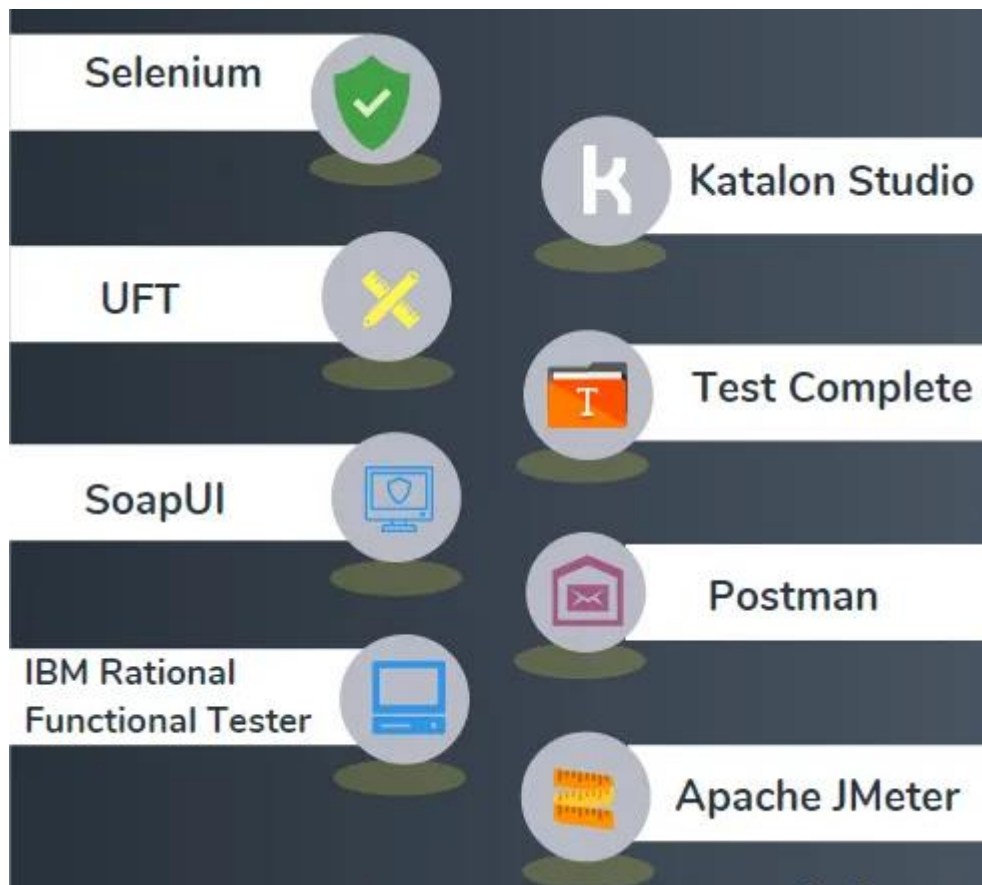 Selenium
Katalon Studio
UFT
Test Complete
T
SoapUI
Postman
IBM Rational
Functional Tester
Apache JMeter